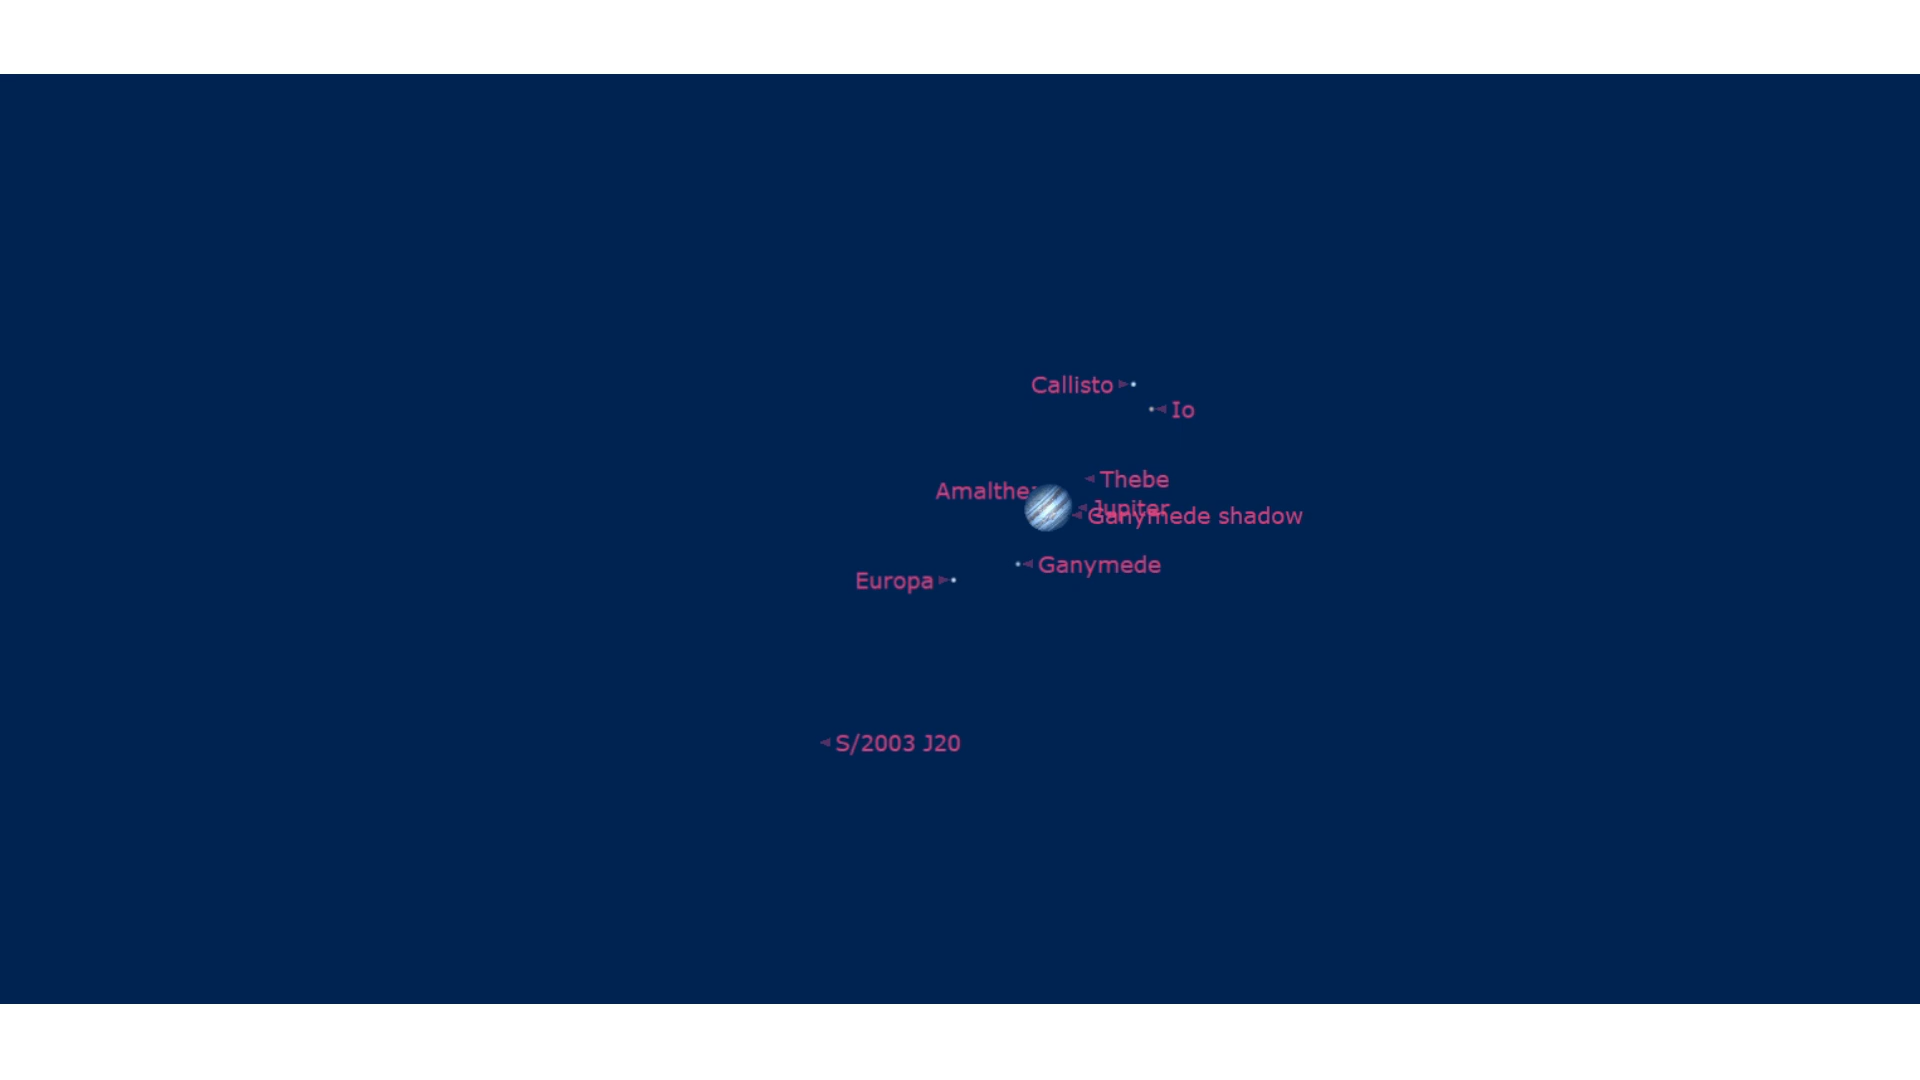 Callisto
Io
Thebe
Amalthe
Jupiter
Ganymede shadow
Ganymede
Europa
S/2003 J20